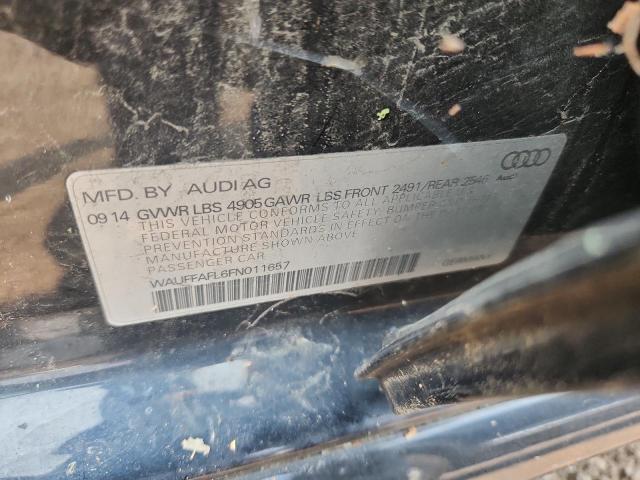 MFD. BY AUDI AG
Audi
09 14 GVWR LBS 4905 GAWR LBS FRONT 2491/REAR 2546
THIS VEHICLE CONFORMS TO ALL APPLICABLE
FEDERAL MOTOR VEHICLE SAFETY, BUMPER, AND THEFT
PREVENTION STANDARDS IN EFFECT ON THE DATE OF
MANUFACTURE SHOWN ABOVE.
PASSENGER CAR
WAUFFAFL6FN011657
GERMANY